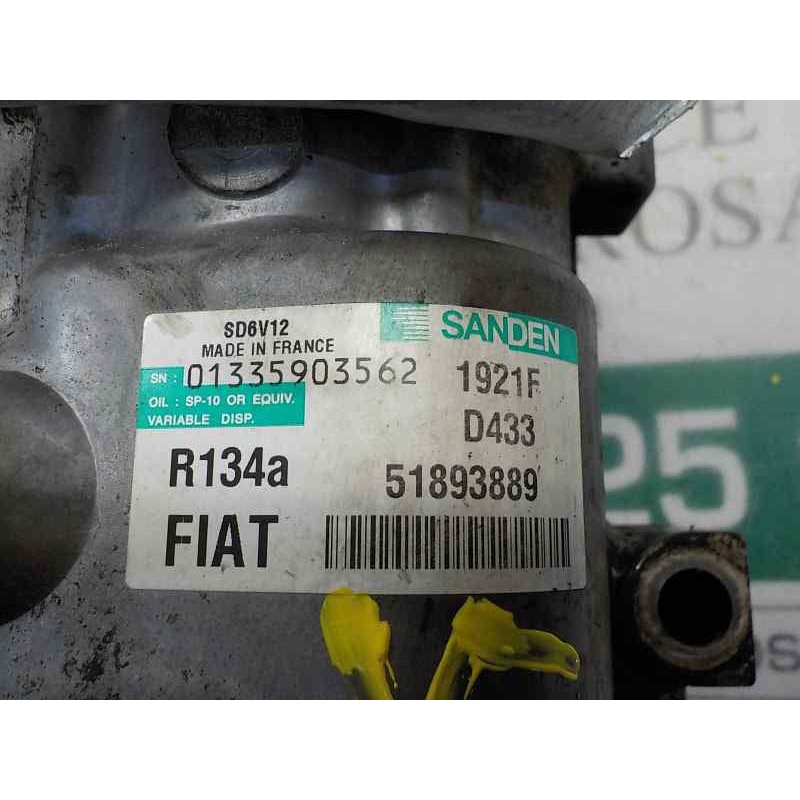 SD6V12
MADE IN FRANCE
SANDEN
SN : 01335903562
1921F
OIL : SP-10 OR EQUIV.
VARIABLE DISP.
D433
R134a
51893889
FIAT
25